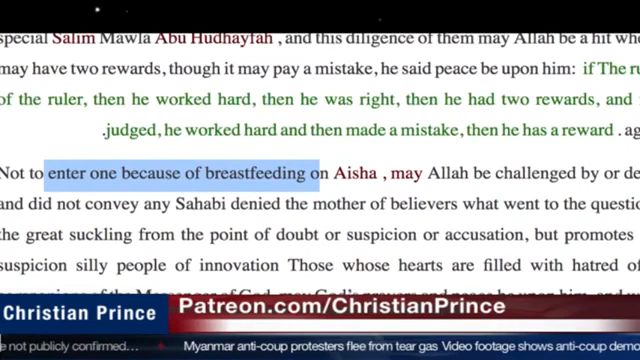 special Salim Mawla Abu Hudhayfah , and this diligence of them may Allah be a hit
may have two rewards, though it may pay a mistake, he said peace be upon him: if The
of the ruler, then he worked hard, then he was right, then he had two rewards, and
.judged, he worked hard and then made a mistake, then he has a reward .
Not to enter one because of breastfeeding on Aisha , may Allah be challenged by or
and did not convey any Sahabi denied the mother of believers what went to the
the great suckling from the point of doubt or suspicion or accusation, but promotes
suspicion silly people of innovation Those whose hearts are filled with hatred of
Christian Prince
Patreon.com/ChristianPrince
not publicly confirmed…
Myanmar anti-coup protesters flee from tear gas Video footage shows anti-coup